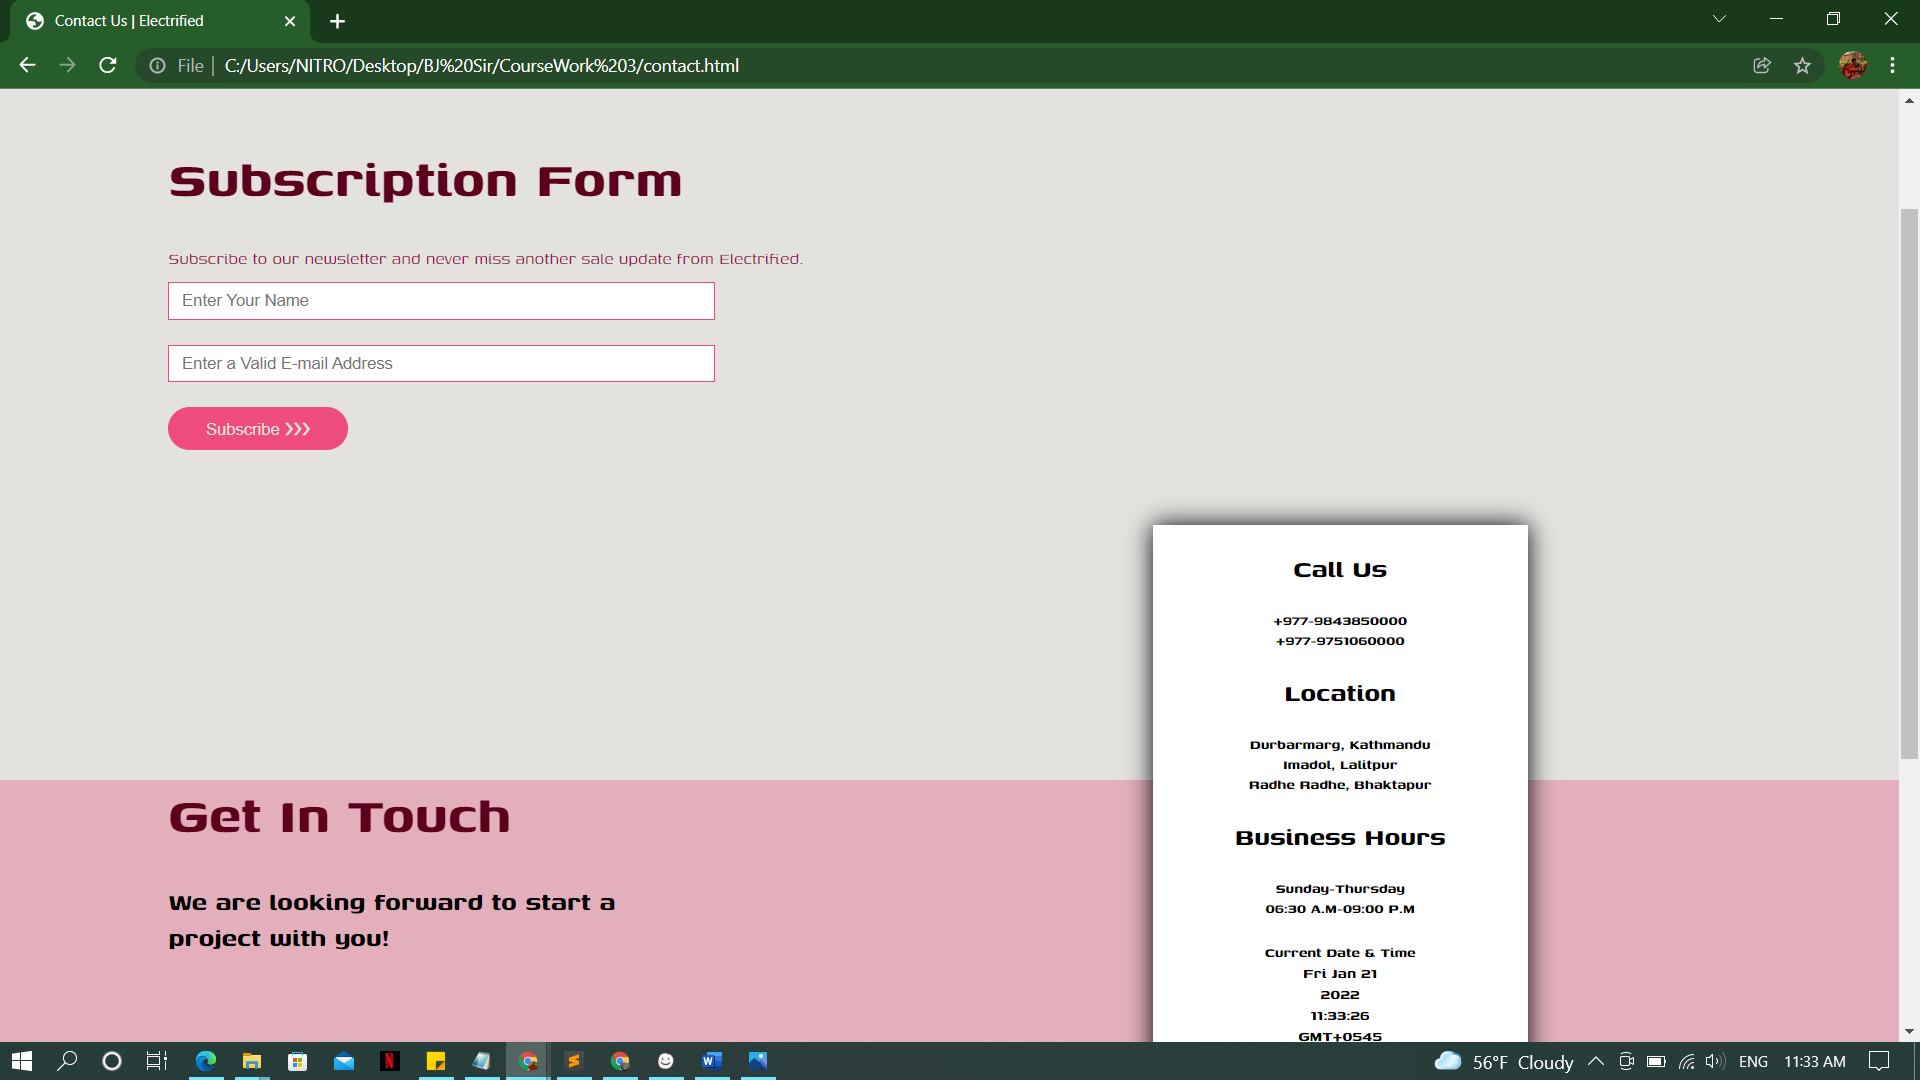 Contact Us | Electrified
File | C:/Users/NITRO/Desktop/BJ%20Sir/CourseWork%203/contact.html
Subscription Form
Subscribe to our newsletter and never miss another sale update from Electrified.
Enter Your Name
Enter a Valid E-mail Address
Subscribe ❯❯❯
Call Us
+977-9843850000
+977-9751060000
Location
Durbarmarg, Kathmandu
Imadol, Lalitpur
Radhe Radhe, Bhaktapur
Business Hours
Sunday-Thursday
06:30 A.M-09:00 P.M
Current Date & Time
Fri Jan 21
2022
11:33:26
GMT+0545
Get In Touch
We are looking forward to start a
project with you!
56°F Cloudy
ENG
11:33 AM